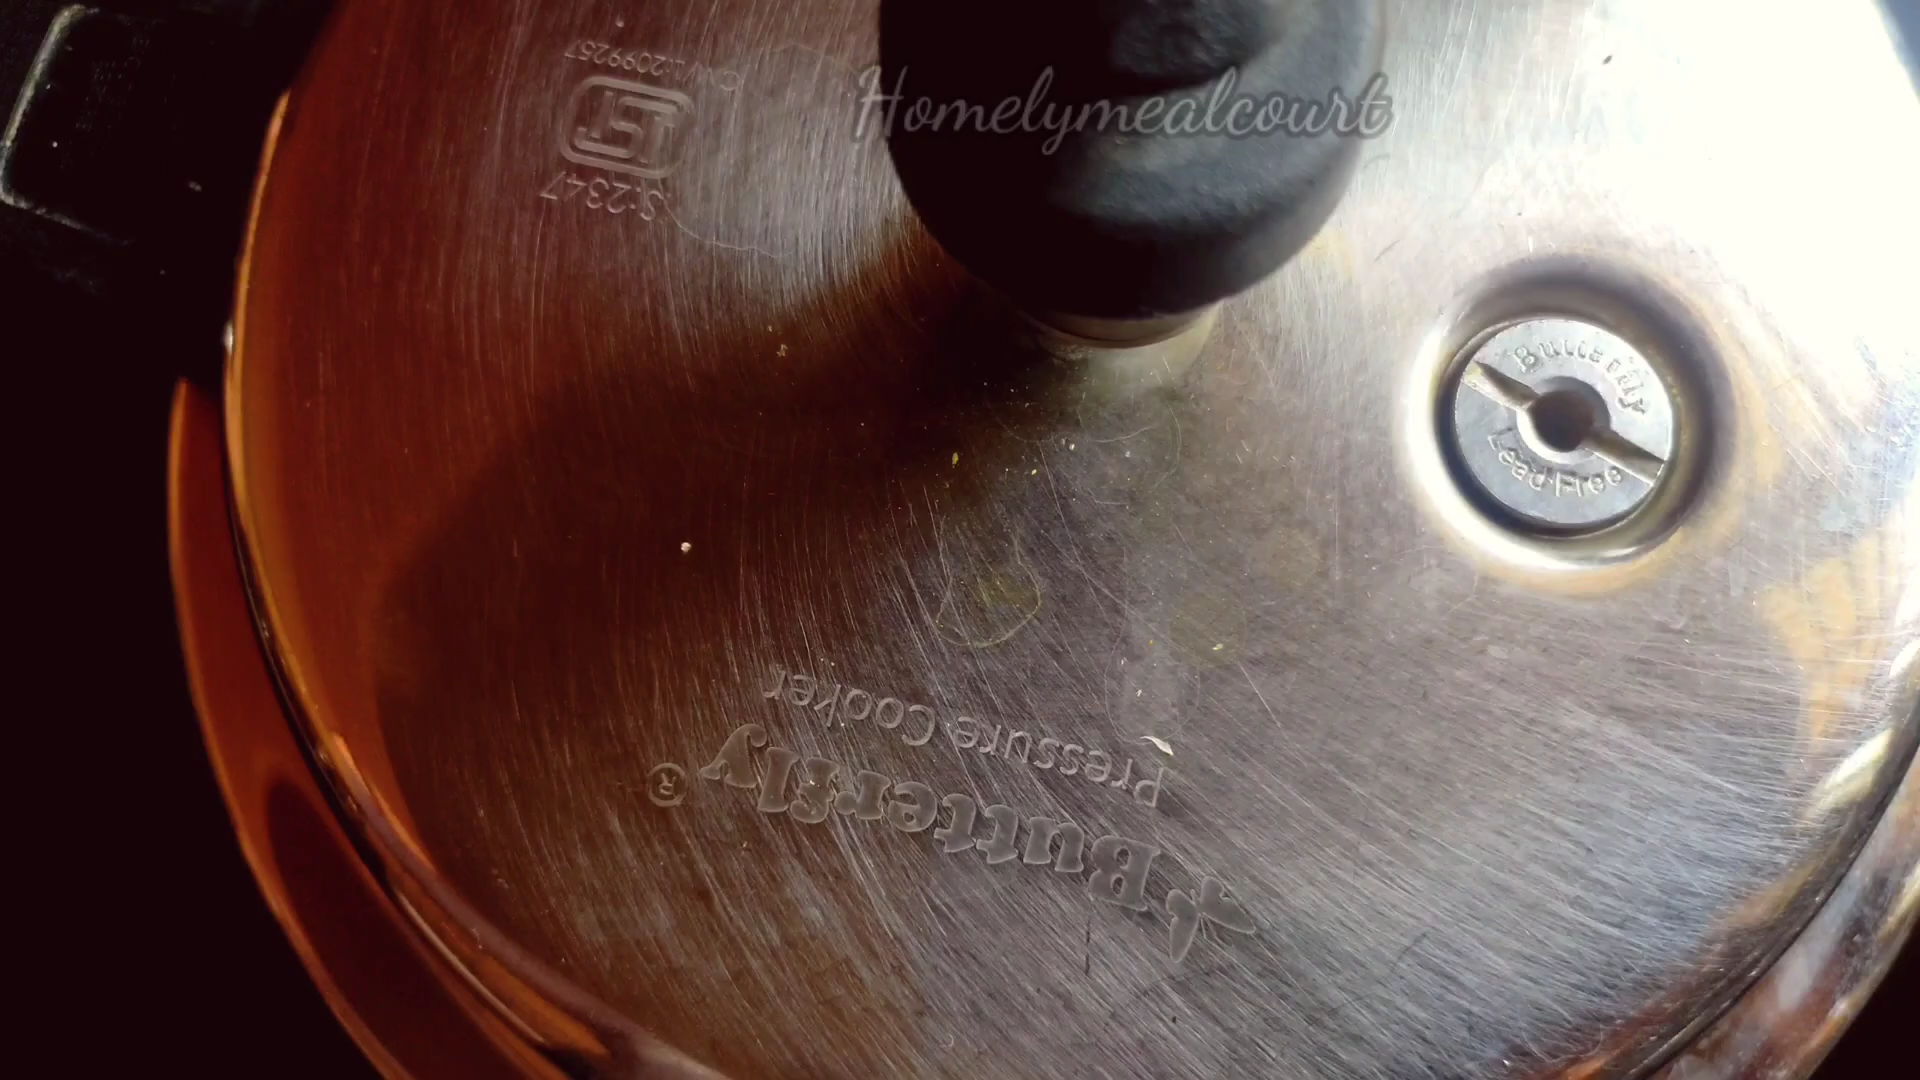 Homelymealcourt
CM/L:2099257
ISI
IS:2347
Butterfly
Lead-Free
Butterfly®
Pressure Cooker